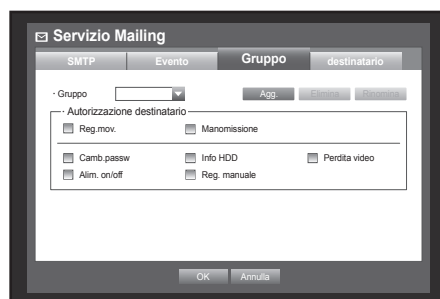 Servizio Mailing
SMTP Evento Gruppo destinatario
· Gruppo Agg. Elimina Rinomina
· Autorizzazione destinatario
Reg.mov. Manomissione
Camb.passw Info HDD Perdita video
Alim. on/off Reg. manuale
OK Annulla